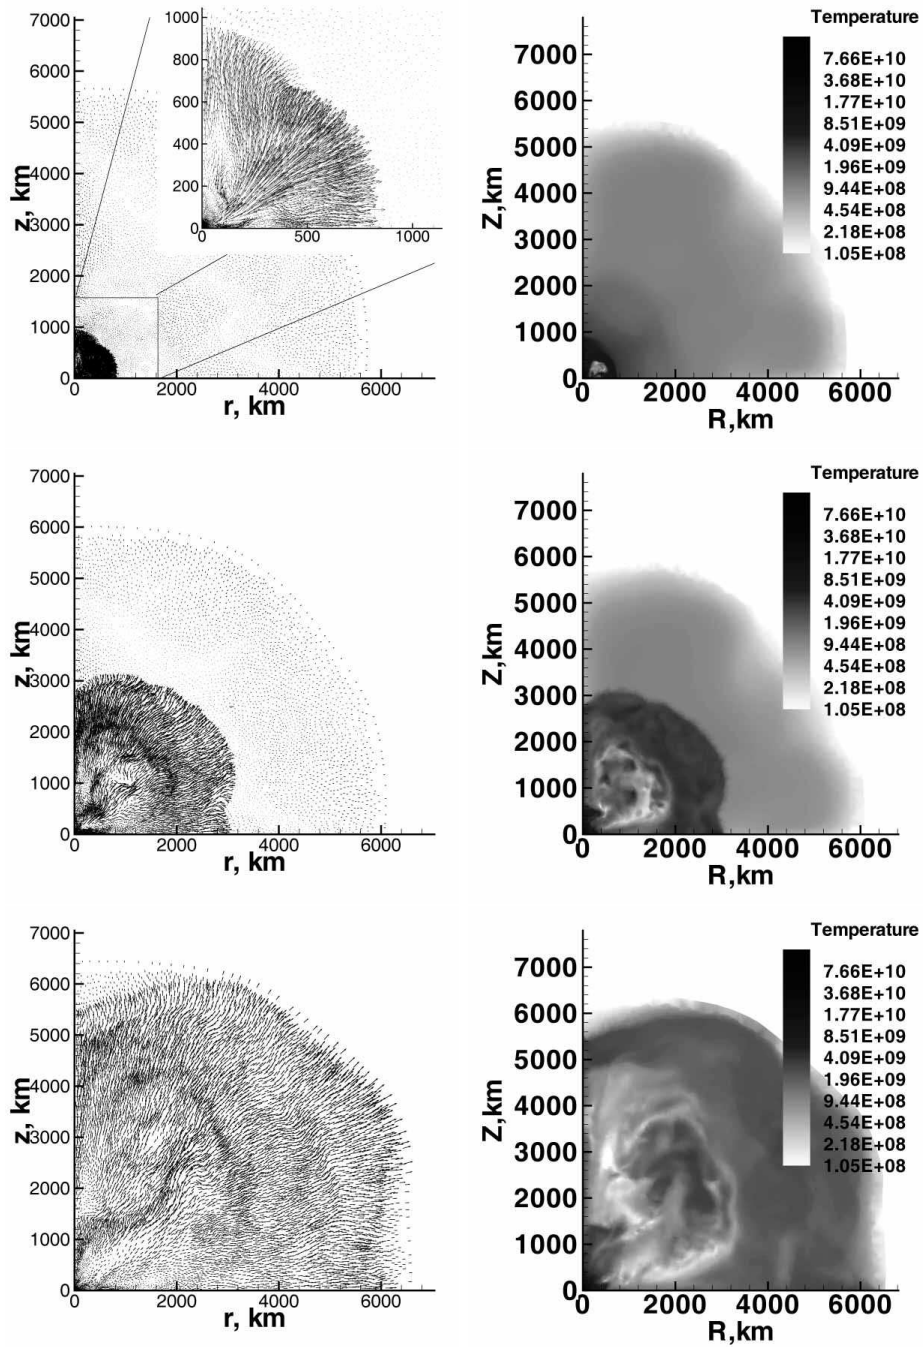 7000
6000
5000
4000
3000
2000
1000
0
z, km
0 2000 4000 6000
r, km
1000
800
600
400
200
0
0 500 1000
Temperature
7.66E+10
3.68E+10
1.77E+10
8.51E+09
4.09E+09
1.96E+09
9.44E+08
4.54E+08
2.18E+08
1.05E+08
7000
6000
5000
4000
3000
2000
1000
0
Z,km
0 2000 4000 6000
R,km
7000
6000
5000
4000
3000
2000
1000
0
z, km
0 2000 4000 6000
r, km
Temperature
7.66E+10
3.68E+10
1.77E+10
8.51E+09
4.09E+09
1.96E+09
9.44E+08
4.54E+08
2.18E+08
1.05E+08
7000
6000
5000
4000
3000
2000
1000
0
Z,km
0 2000 4000 6000
R,km
7000
6000
5000
4000
3000
2000
1000
0
z, km
0 2000 4000 6000
r, km
Temperature
7.66E+10
3.68E+10
1.77E+10
8.51E+09
4.09E+09
1.96E+09
9.44E+08
4.54E+08
2.18E+08
1.05E+08
7000
6000
5000
4000
3000
2000
1000
0
Z,km
0 2000 4000 6000
R,km